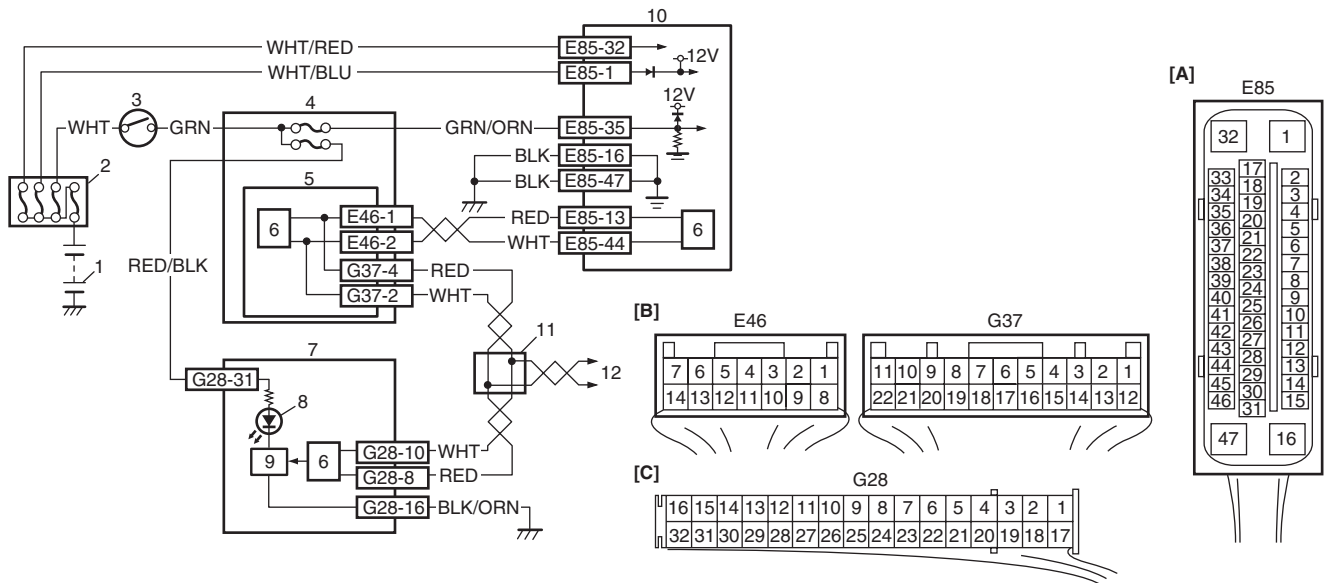 10
WHT/RED
E85-32
WHT/BLU
E85-1
12V
[A]
E85
3
4
12V
WHT
GRN
GRN/ORN
E85-35
BLK
E85-16
2
5
BLK
E85-47
6
E46-1
RED
E85-13
6
E46-2
WHT
E85-44
1
RED/BLK
G37-4
RED
G37-2
WHT
11
12
7
G28-31
8
9
6
G28-10
WHT
G28-8
RED
G28-16
BLK/ORN
[B]
E46
G37
7 6 5 4 3 2 1
14 13 12 11 10 9 8
11 10 9 8 7 6 5 4 3 2 1
22 21 20 19 18 17 16 15 14 13 12
[C]
G28
16 15 14 13 12 11 10 9 8 7 6 5 4 3 2 1
32 31 30 29 28 27 26 25 24 23 22 21 20 19 18 17
32 1
17
33 2
18
34 3
19
35 4
20
36 5
21
37 6
22
38 7
23
39 8
24
40 9
25
41 10
26
42 11
27
43 12
28
44 13
29
45 14
30
46 15
31
47 16